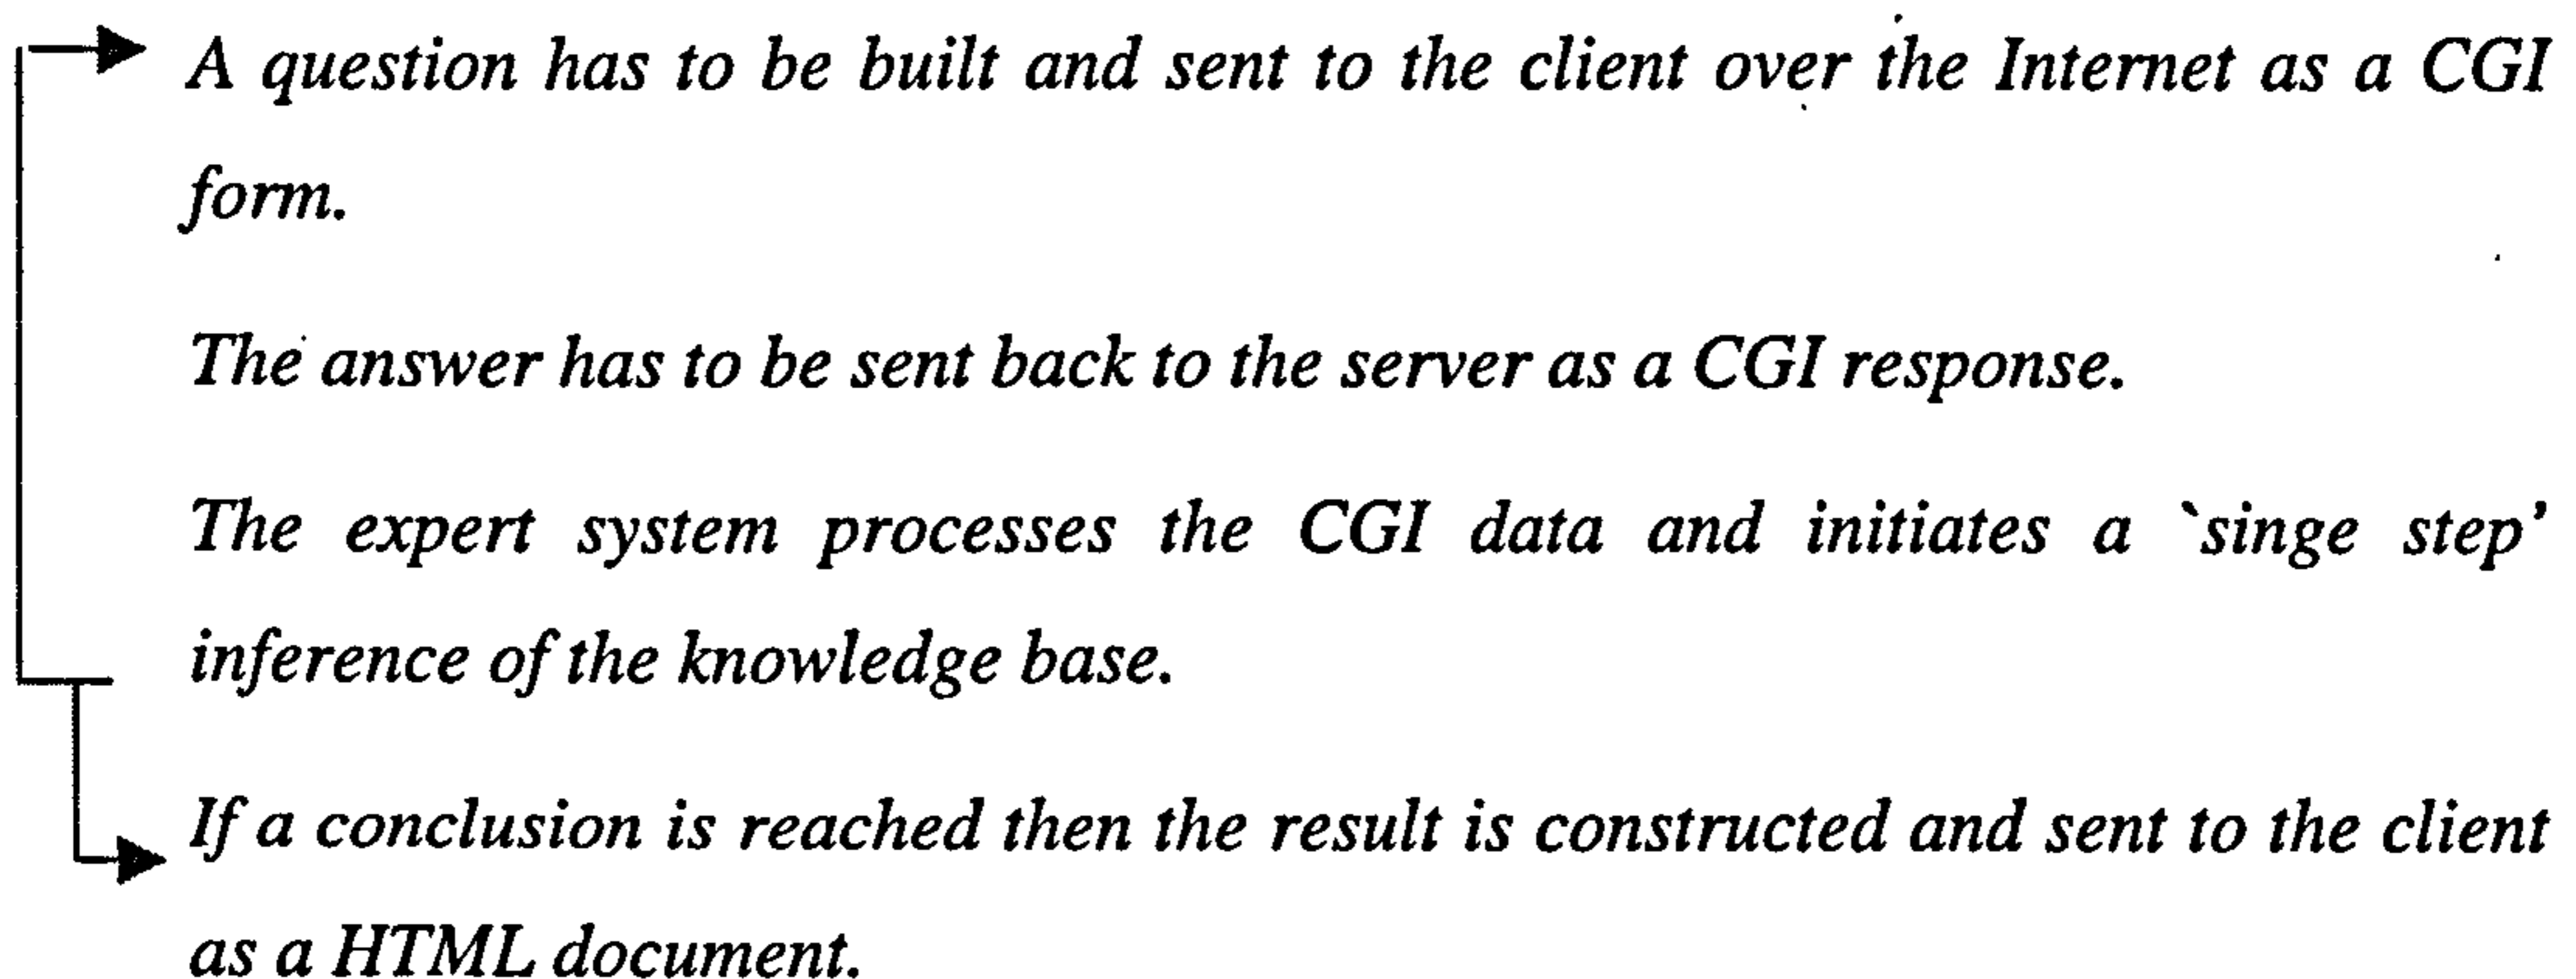 A question has to be built and sent to the client over the Internet as a CGI
form.
The answer has to be sent back to the server as a CGI response.
The expert system processes the CGI data and initiates a `singe step'
inference of the knowledge base.
If a conclusion is reached then the result is constructed and sent to the client
as a HTML document.